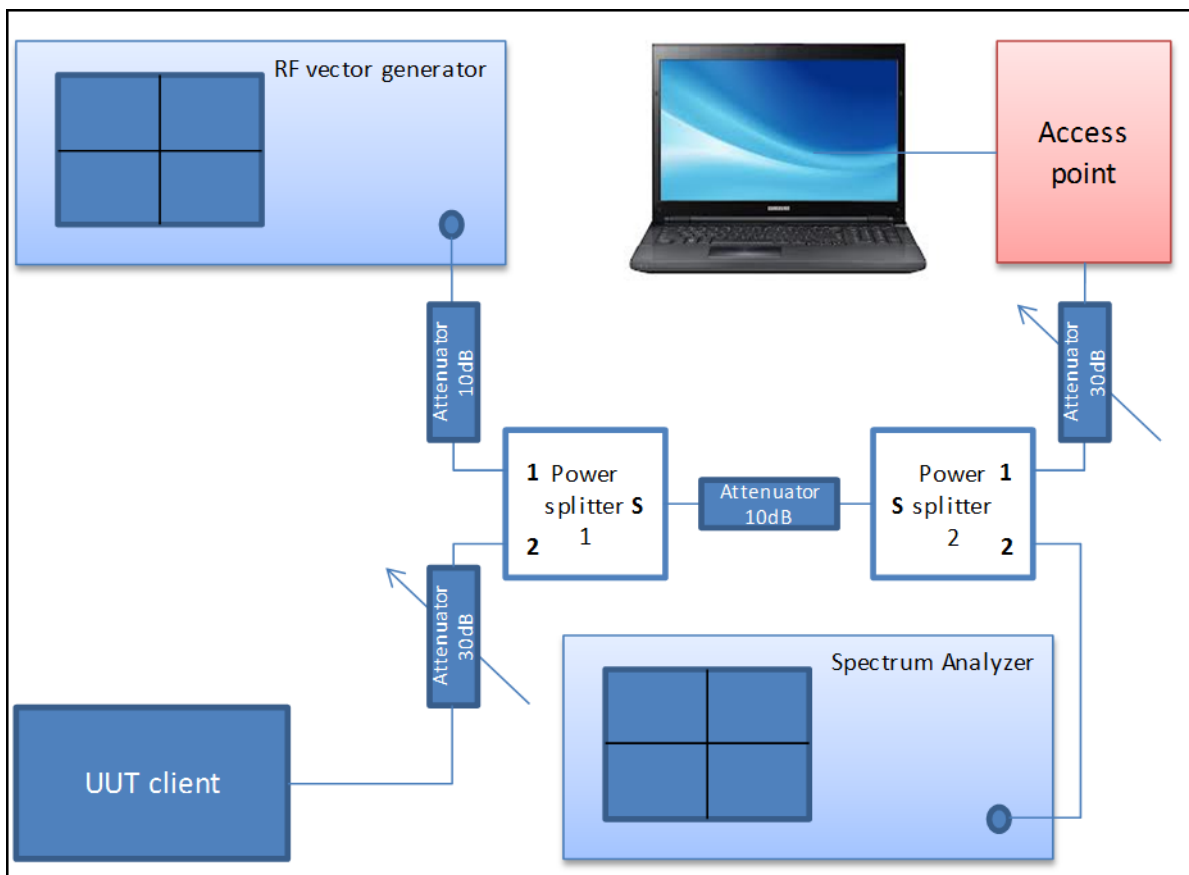 RF vector generator
Access
point
SAMSUNG
Attenuator
10dB
Attenuator
30dB
1 Power
splitter S
1
2
Attenuator
10dB
Power 1
S splitter
2 2
Attenuator
30dB
Spectrum Analyzer
UUT client